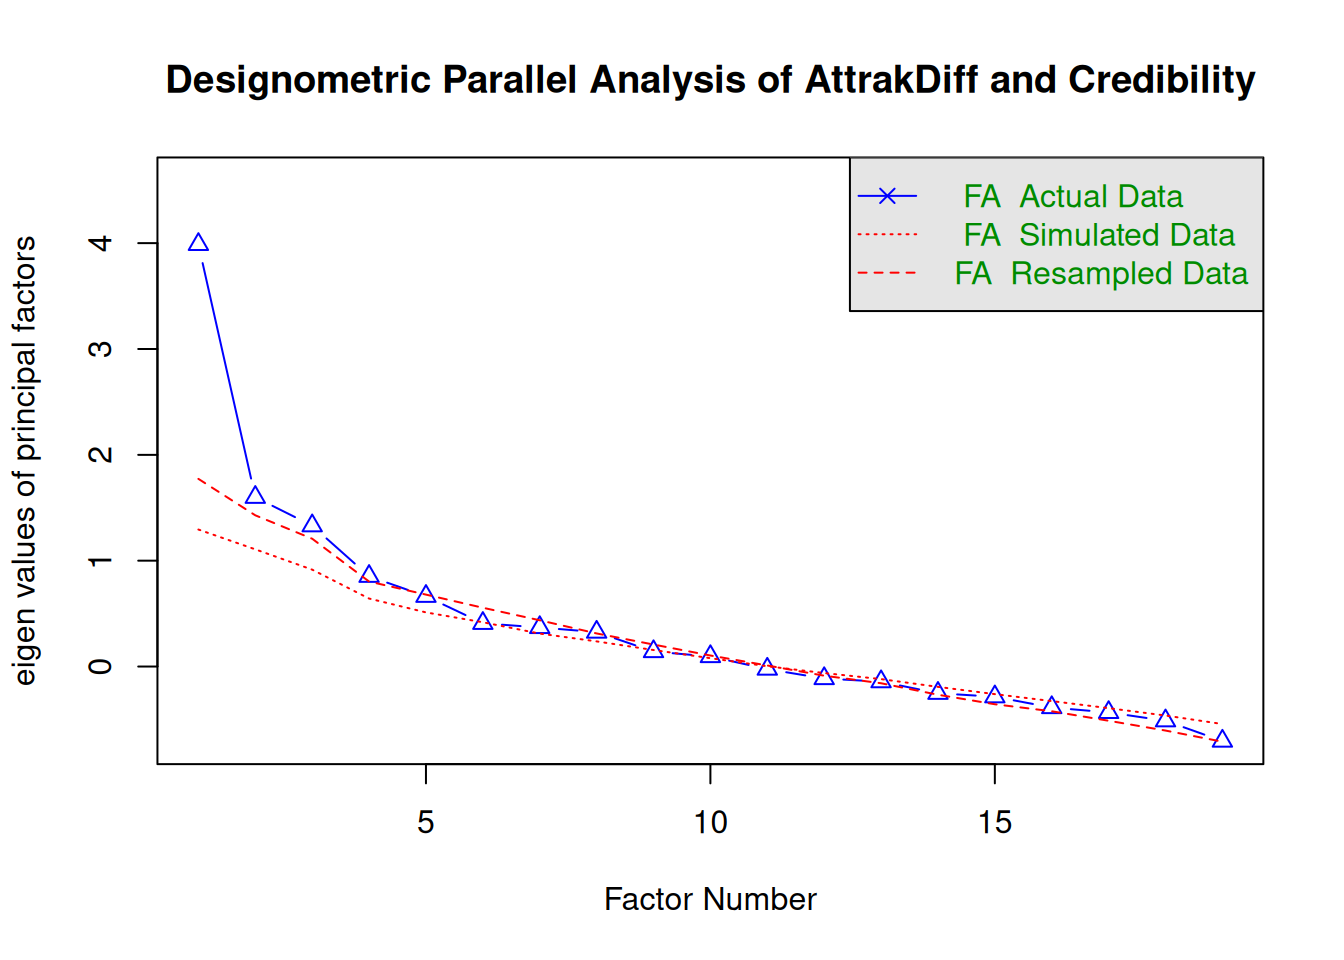 Designometric Parallel Analysis of AttrakDiff and Credibility
FA Actual Data
FA Simulated Data
FA Resampled Data
eigen values of principal factors
4
3
2
1
0
5 10 15
Factor Number